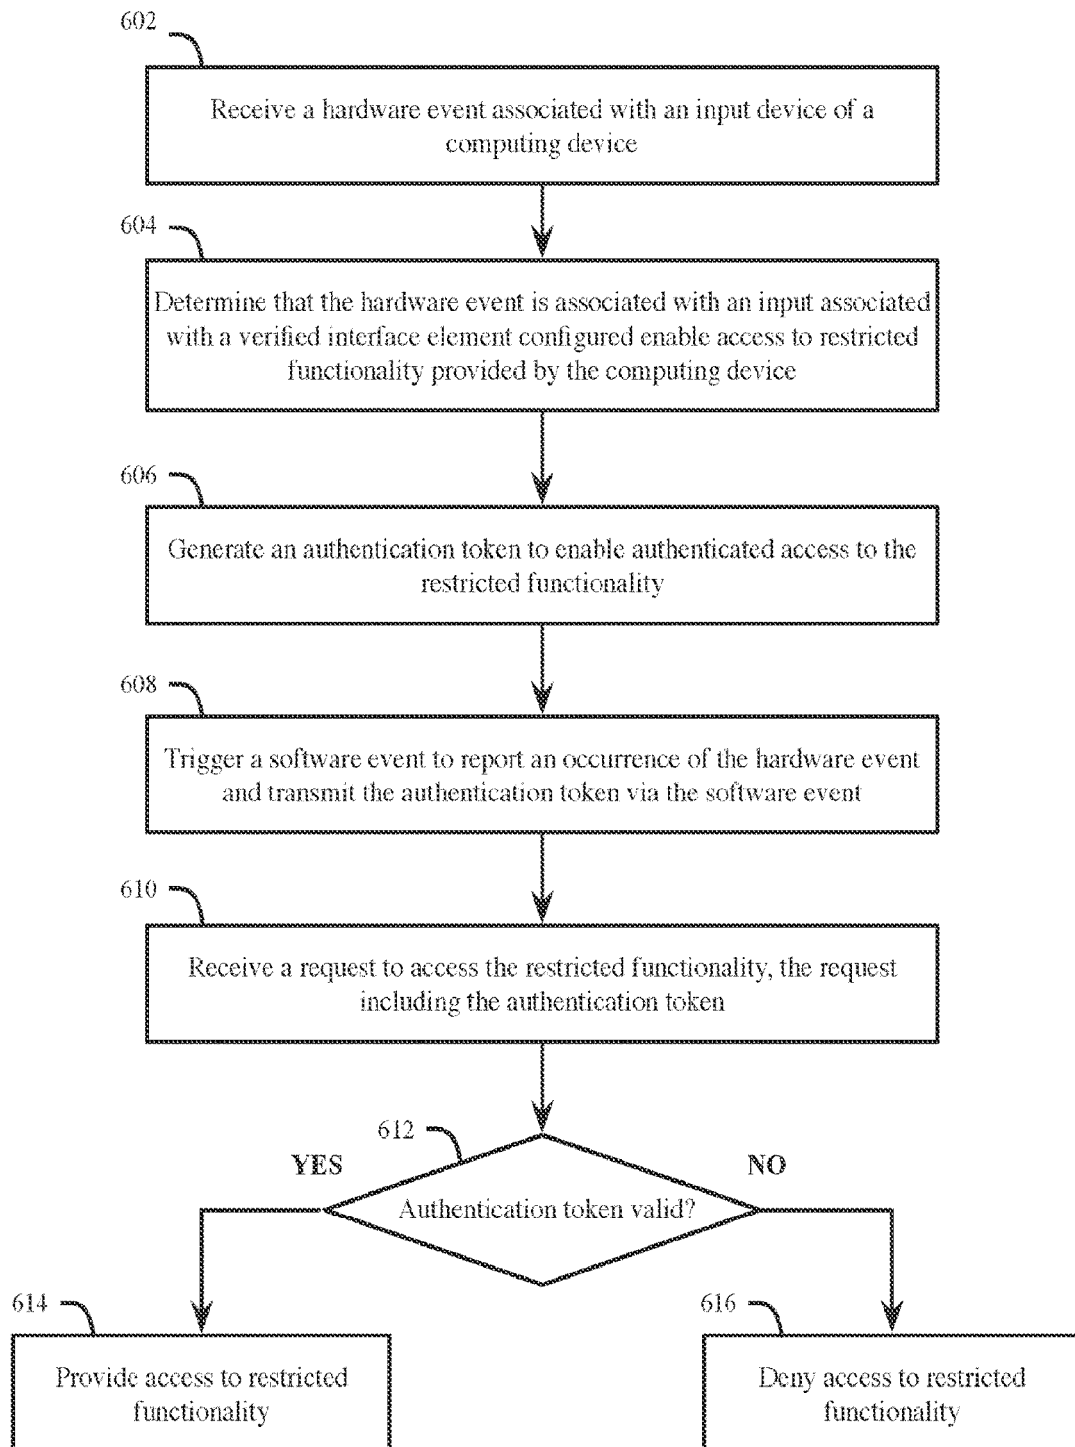 602
Receive a hardware event associated with an input device of a
computing device
604
Determine that the hardware event is associated with an input associated
with a verified interface element configured enable access to restricted
functionality provided by the computing device
606
Generate an authentication token to enable authenticated access to the
restricted functionality
608
Trigger a software event to report an occurrence of the hardware event
and transmit the authentication token via the software event
610
Receive a request to access the restricted functionality, the request
including the authentication token
612
YES
NO
Authentication token valid?
614
616
Provide access to restricted
functionality
Deny access to restricted
functionality